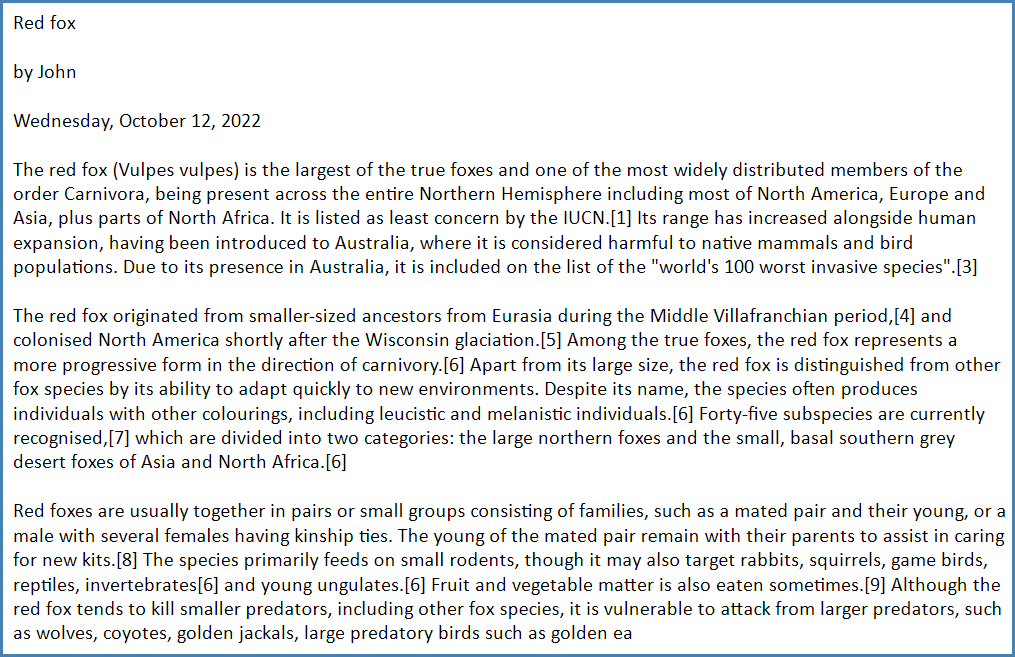 Red fox
by John
Wednesday, October 12, 2022
The red fox (Vulpes vulpes) is the largest of the true foxes and one of the most widely distributed members of the
order Carnivora, being present across the entire Northern Hemisphere including most of North America, Europe and
Asia, plus parts of North Africa. It is listed as least concern by the IUCN.[1] Its range has increased alongside human
expansion, having been introduced to Australia, where it is considered harmful to native mammals and bird
populations. Due to its presence in Australia, it is included on the list of the "world's 100 worst invasive species".[3]
The red fox originated from smaller-sized ancestors from Eurasia during the Middle Villafranchian period,[4] and
colonised North America shortly after the Wisconsin glaciation.[5] Among the true foxes, the red fox represents a
more progressive form in the direction of carnivory.[6] Apart from its large size, the red fox is distinguished from other
fox species by its ability to adapt quickly to new environments. Despite its name, the species often produces
individuals with other colourings, including leucistic and melanistic individuals.[6] Forty-five subspecies are currently
recognised,[7] which are divided into two categories: the large northern foxes and the small, basal southern grey
desert foxes of Asia and North Africa.[6]
Red foxes are usually together in pairs or small groups consisting of families, such as a mated pair and their young, or a
male with several females having kinship ties. The young of the mated pair remain with their parents to assist in caring
for new kits.[8] The species primarily feeds on small rodents, though it may also target rabbits, squirrels, game birds,
reptiles, invertebrates[6] and young ungulates.[6] Fruit and vegetable matter is also eaten sometimes.[9] Although the
red fox tends to kill smaller predators, including other fox species, it is vulnerable to attack from larger predators, such
as wolves, coyotes, golden jackals, large predatory birds such as golden ea